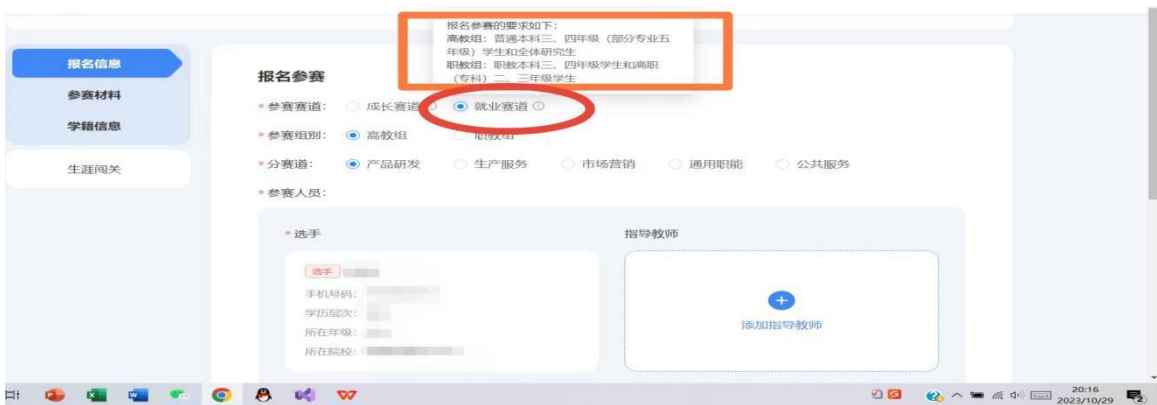 报名参赛的要求如下：
高教组：普通本科三、四年级（部分专业五
年级）学生和全体研究生
职教组：职教本科三、四年级学生和高职
（专科）二、三年级学生
报名信息
参赛材料
学籍信息
生涯闯关
报名参赛
*参赛赛道： 成长赛道 就业赛道
*参赛组别： 高教组 职教组
*分赛道： 产品研发 生产服务 市场营销 通用职能 公共服务
*参赛人员：
*选手 指导教师
选手
手机号码：
学历层次：
所在年级：
所在院校：
添加指导教师
20:16
2023/10/29